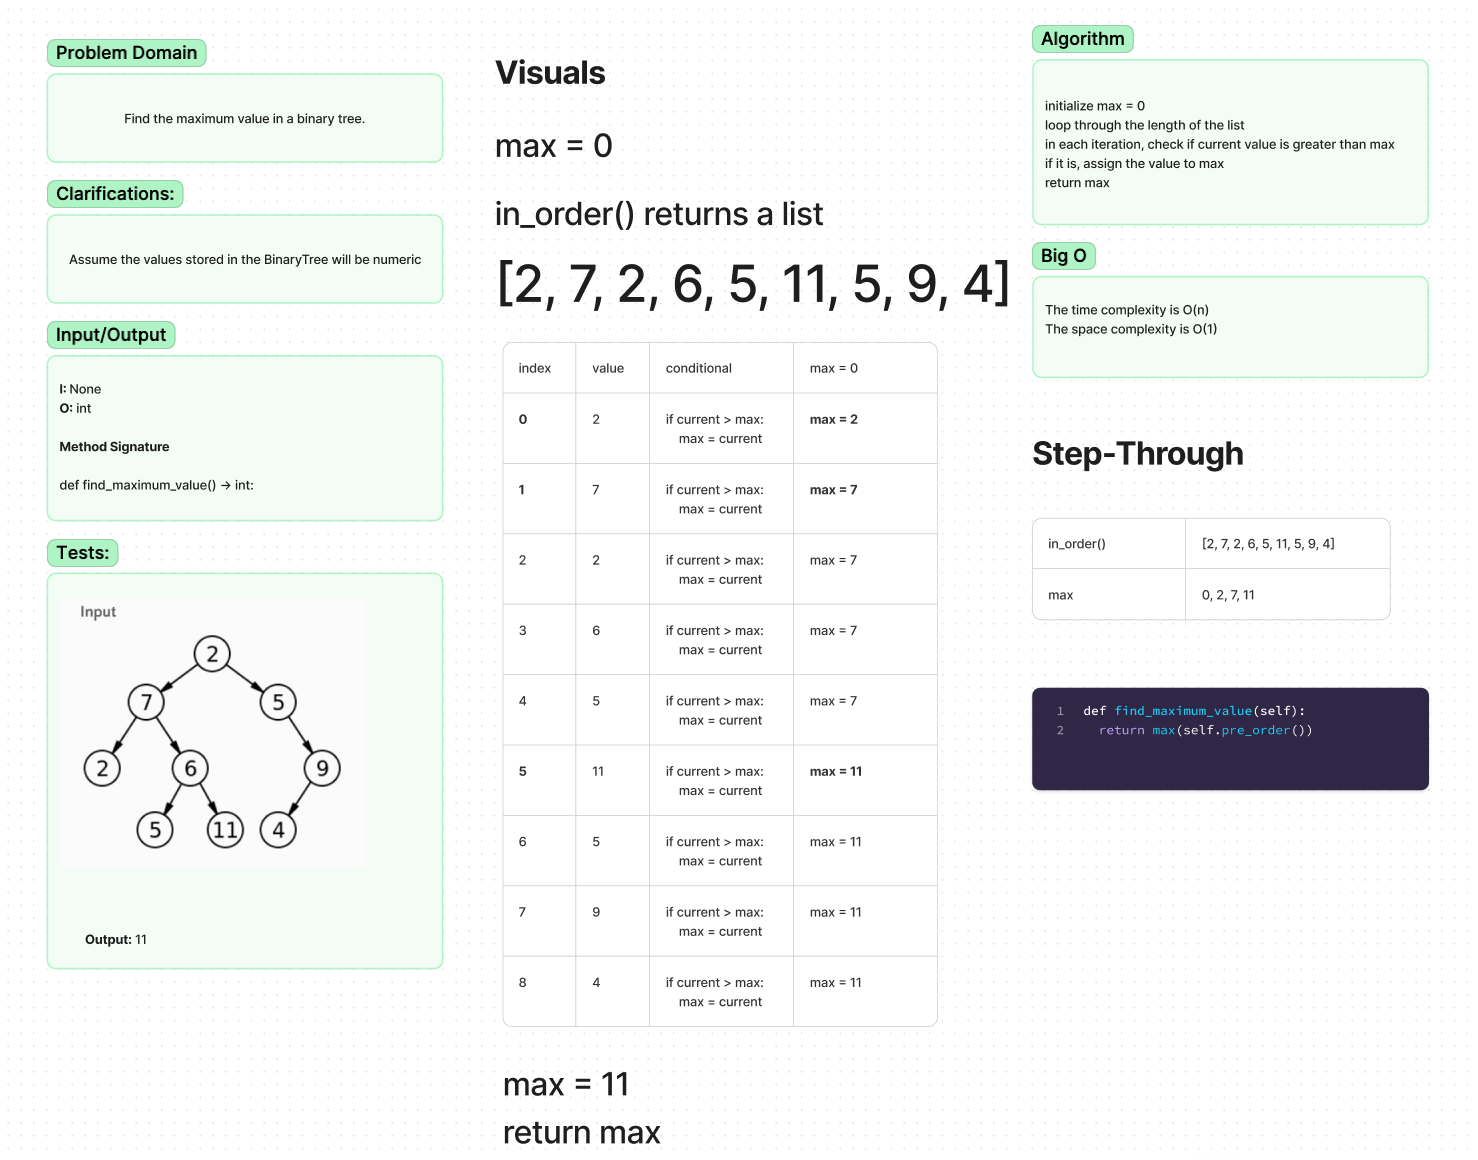 Problem Domain
Find the maximum value in a binary tree.
Clarifications:
Assume the values stored in the BinaryTree will be numeric
Input/Output
I: None
O: int
Method Signature
def find_maximum_value() → int:
Tests:
Input
2
7 5
2 6 9
5 11 4
Output: 11
Visuals
max = 0
in_order() returns a list
[2, 7, 2, 6, 5, 11, 5, 9, 4]
index value conditional max = 0
0 2 if current > max: max = 2
max = current
1 7 if current > max: max = 7
max = current
2 2 if current > max: max = 7
max = current
3 6 if current > max: max = 7
max = current
4 5 if current > max: max = 7
max = current
5 11 if current > max: max = 11
max = current
6 5 if current > max: max = 11
max = current
7 9 if current > max: max = 11
max = current
8 4 if current > max: max = 11
max = current
max = 11
return max
Algorithm
initialize max = 0
loop through the length of the list
in each iteration, check if current value is greater than max
if it is, assign the value to max
return max
Big O
The time complexity is O(n)
The space complexity is O(1)
Step-Through
in_order() [2, 7, 2, 6, 5, 11, 5, 9, 4]
max 0, 2, 7, 11
1 def find_maximum_value(self):
2 return max(self.pre_order())